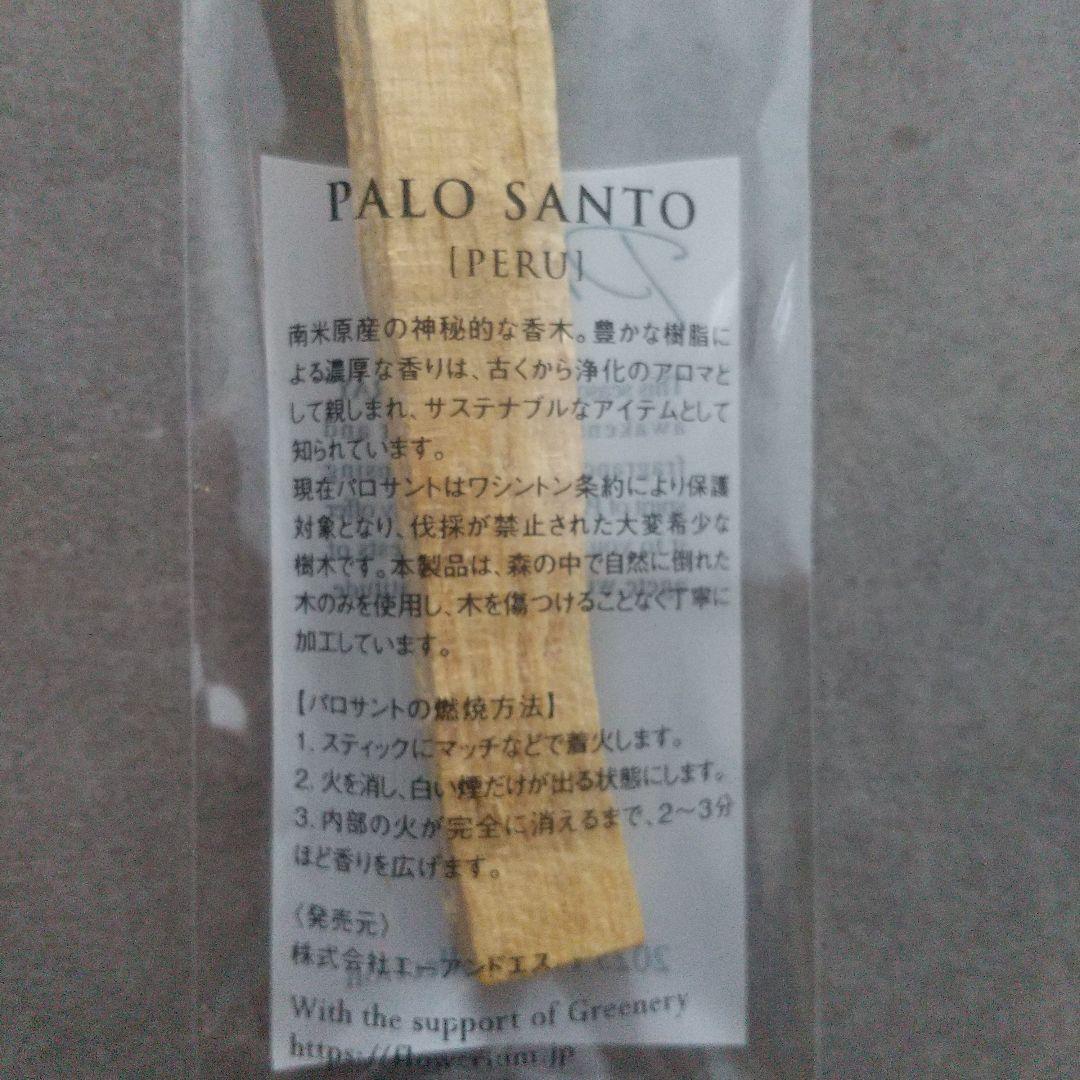 PALO SANTO
[PERU]
南米原産の神秘的な香木。豊かな樹脂に
よる濃厚な香りは、古くから浄化のアロマと
して親しまれ、サステナブルなアイテムとして
知られています。
現在パロサントはワシントン条約により保護
対象となり、伐採が禁止された大変希少な
樹木です。本製品は、森の中で自然に倒れた
木のみを使用し、木を傷つけることなく丁寧に
加工しています。
【パロサントの燃焼方法】
1. スティックにマッチなどで着火します。
2. 火を消し、白い煙だけが出る状態にします。
3. 内部の火が完全に消えるまで、2〜3分
ほど香りを広げます。
〈発売元〉
株式会社エーアンドエス
With the support of Greenery
https://flowerium.jp